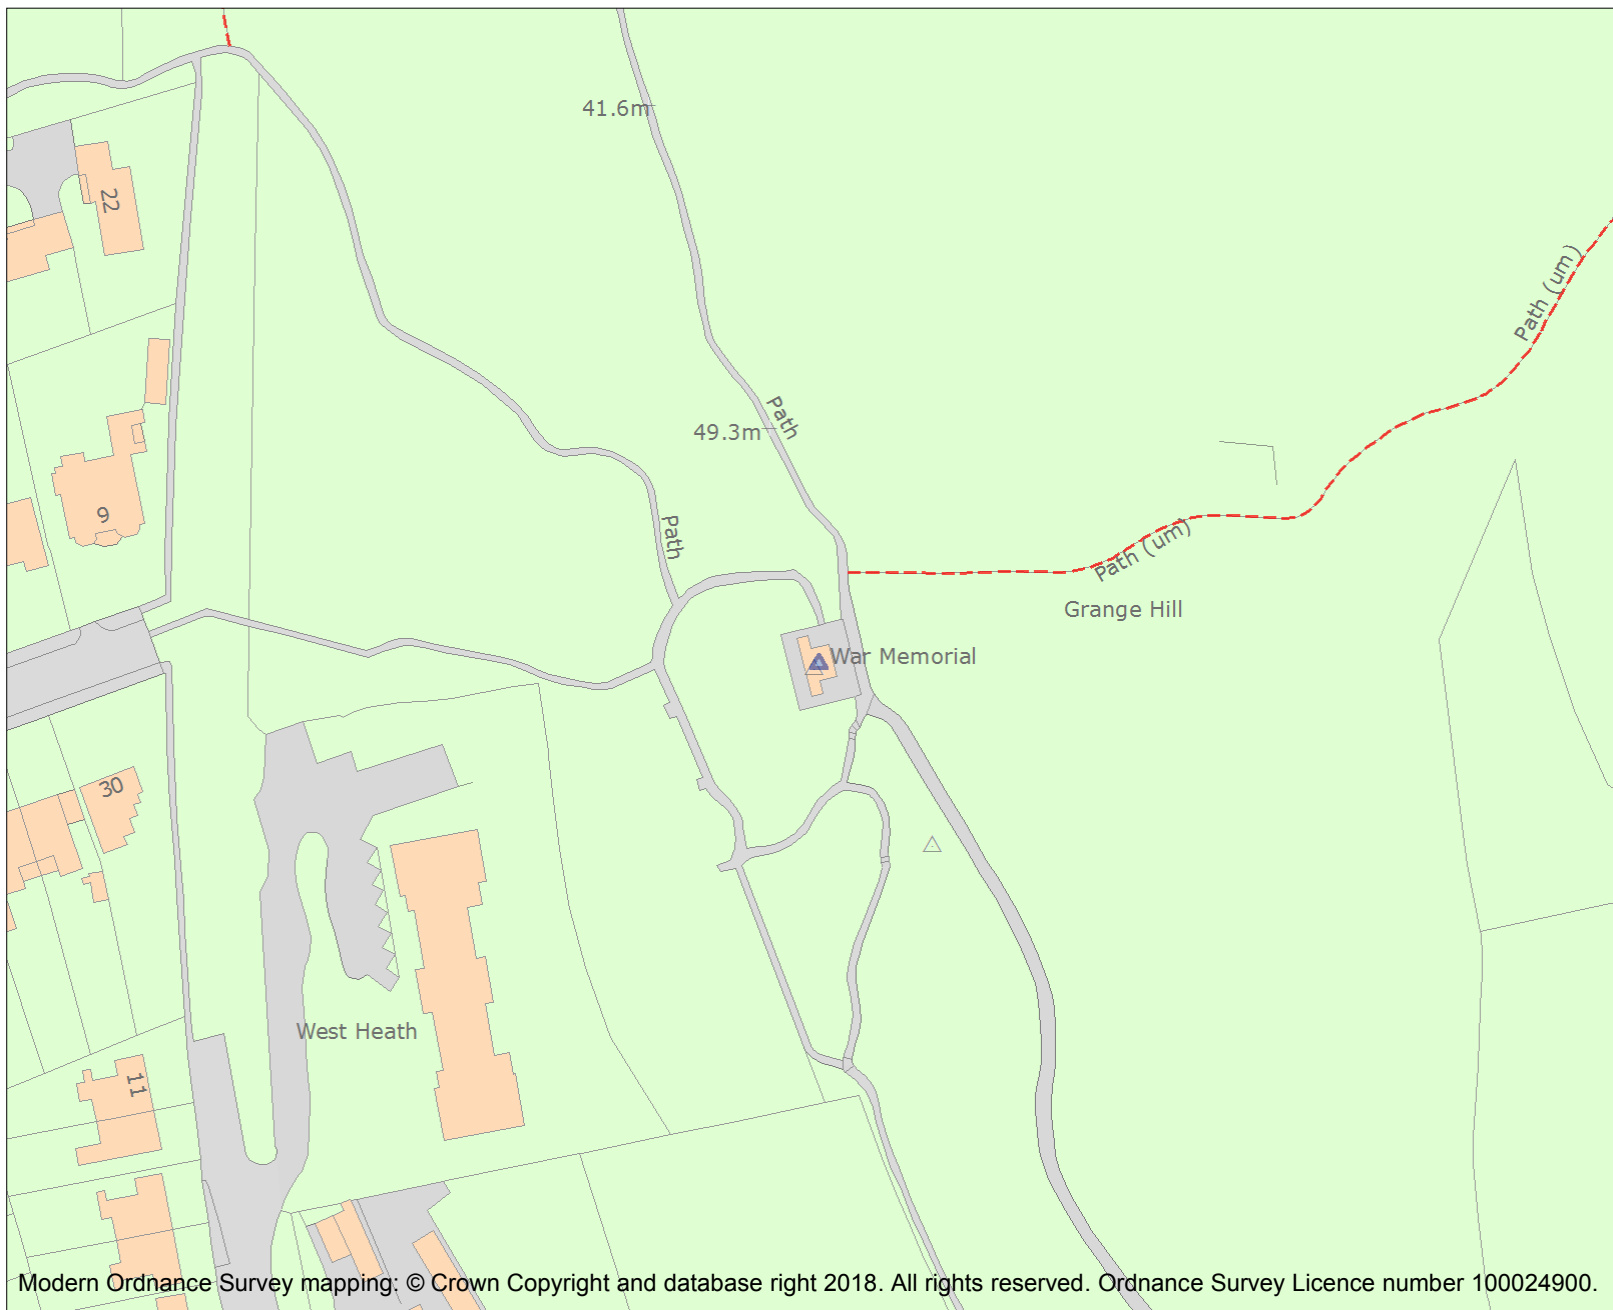 41.6m
22
Path (um)
Path
49.3m
9
Path
Path (um)
Grange Hill
War Memorial
30
West Heath
11
Modern Ordnance Survey mapping: © Crown Copyright and database right 2018. All rights reserved. Ordnance Survey Licence number 100024900.